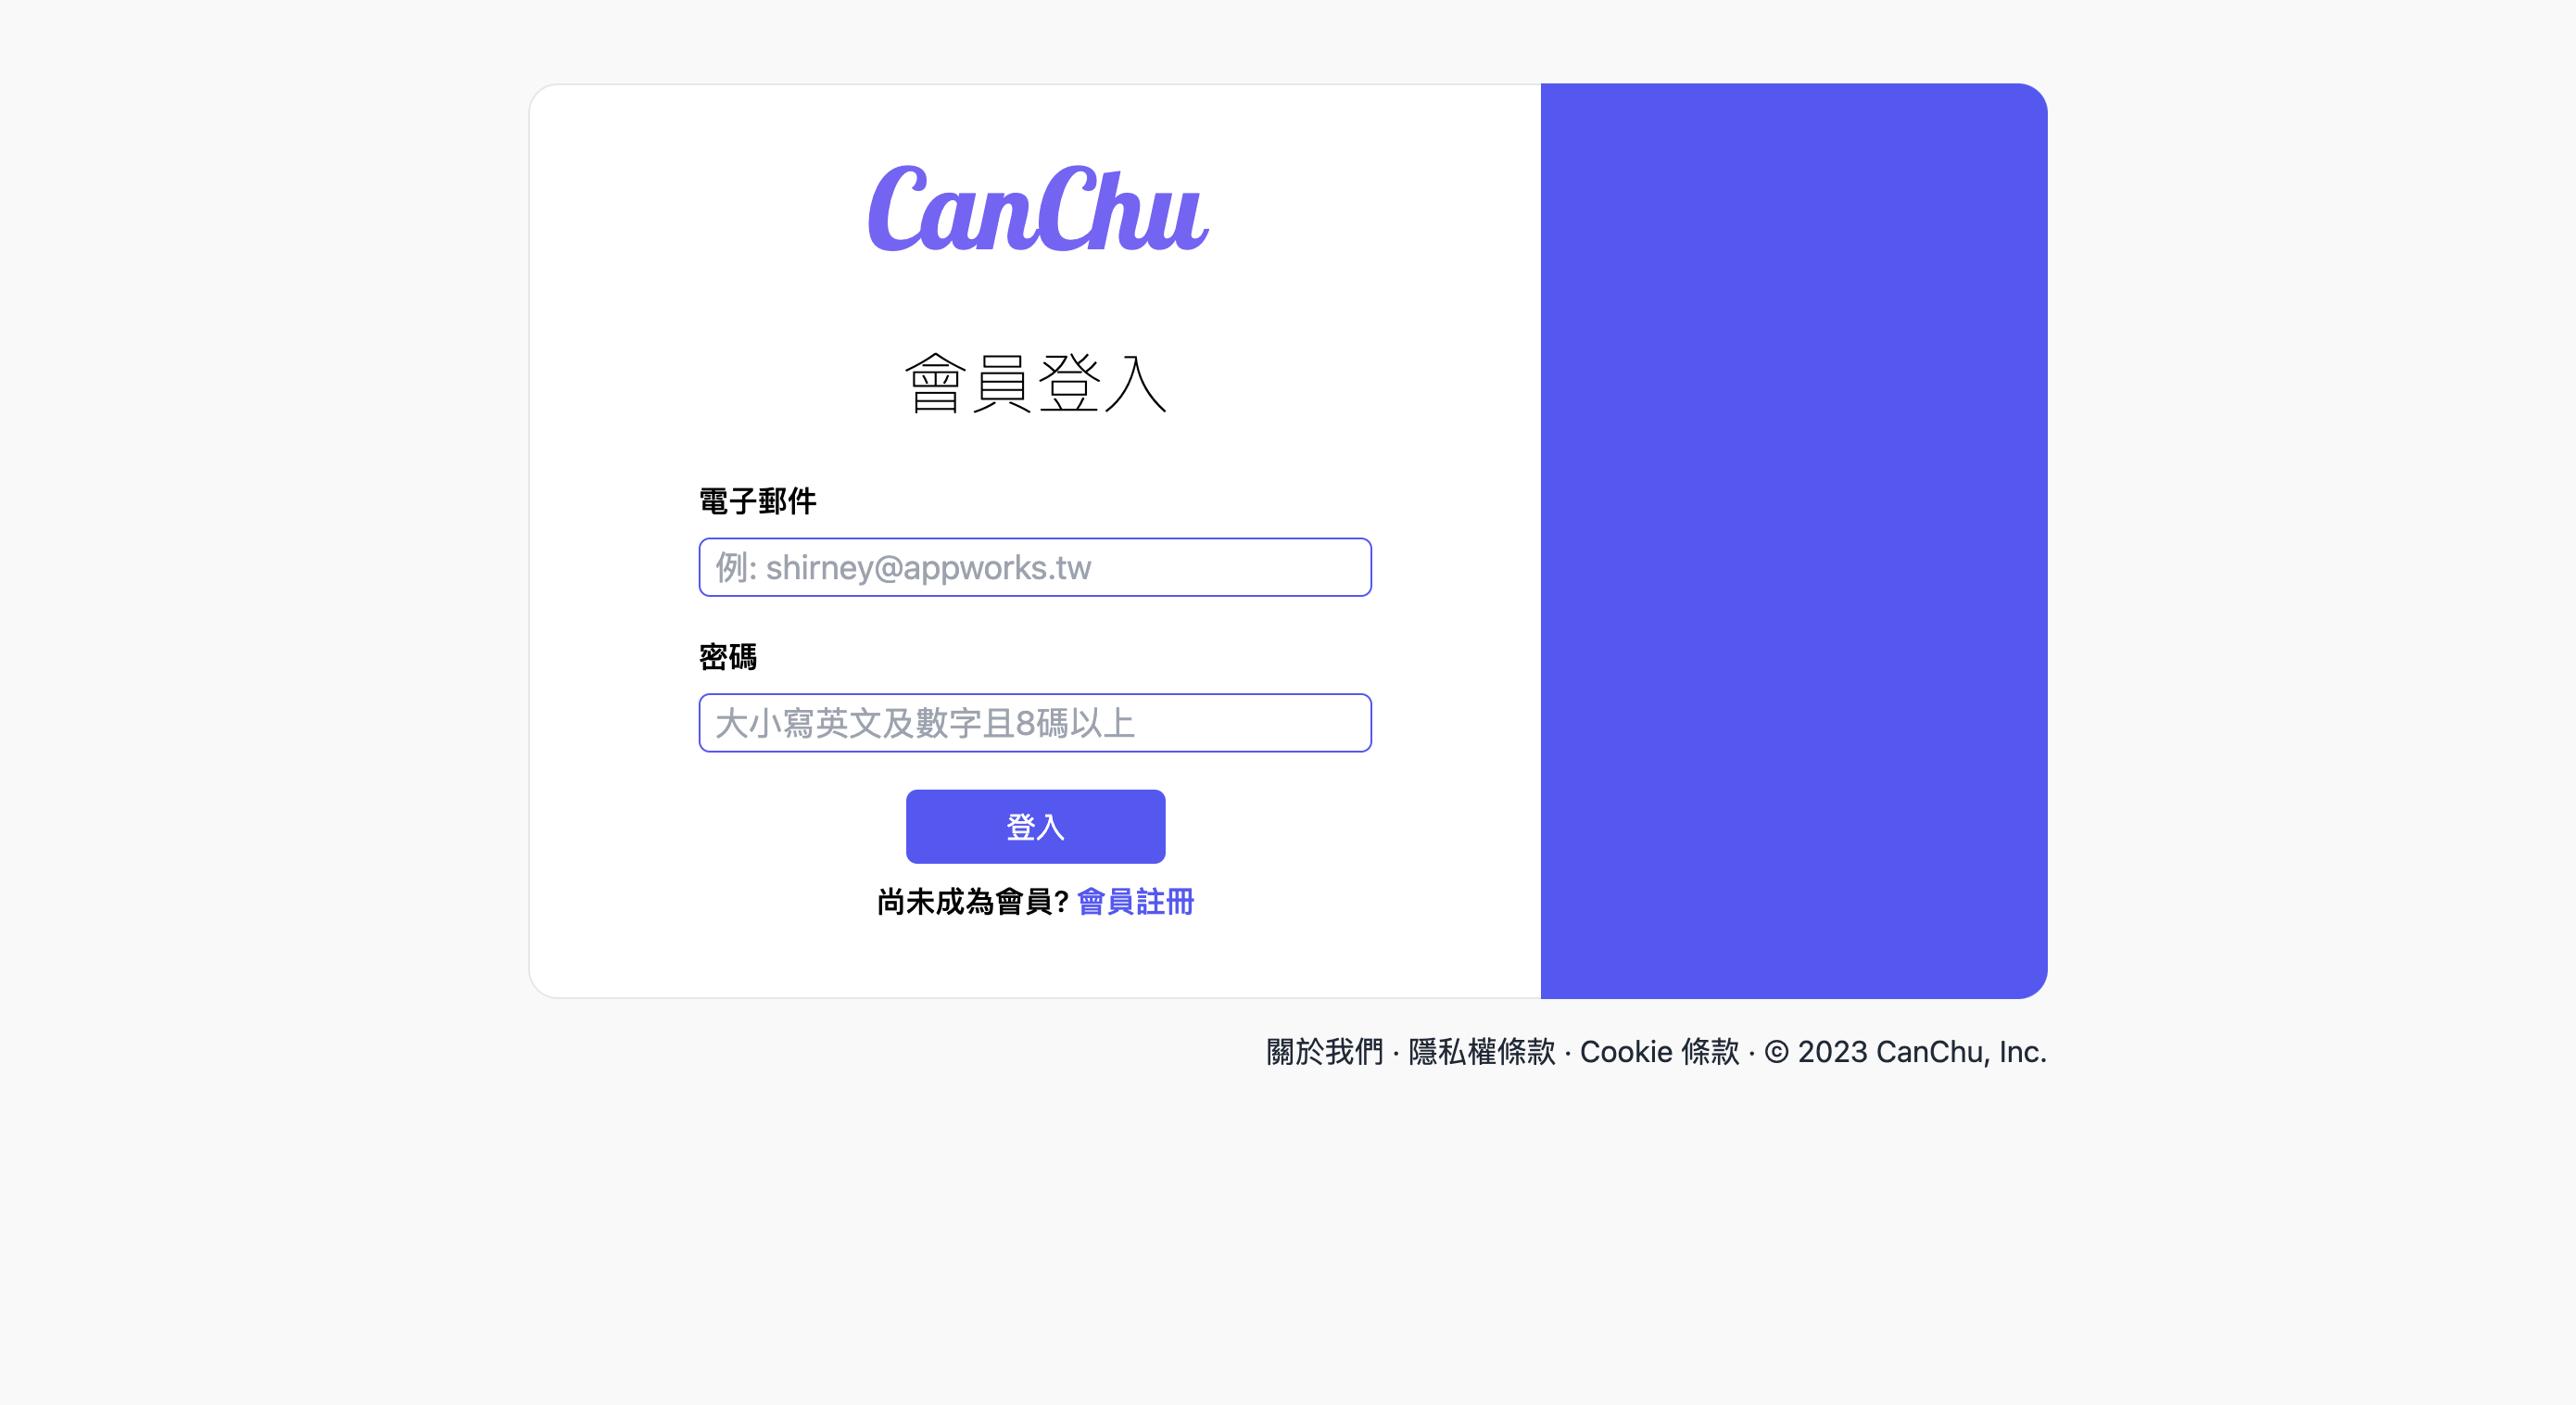 CanChu
會員登入
電子郵件
例: shirney@appworks.tw
密碼
大小寫英文及數字且8碼以上
登入
尚未成為會員? 會員註冊
關於我們 · 隱私權條款 · Cookie 條款 · © 2023 CanChu, Inc.